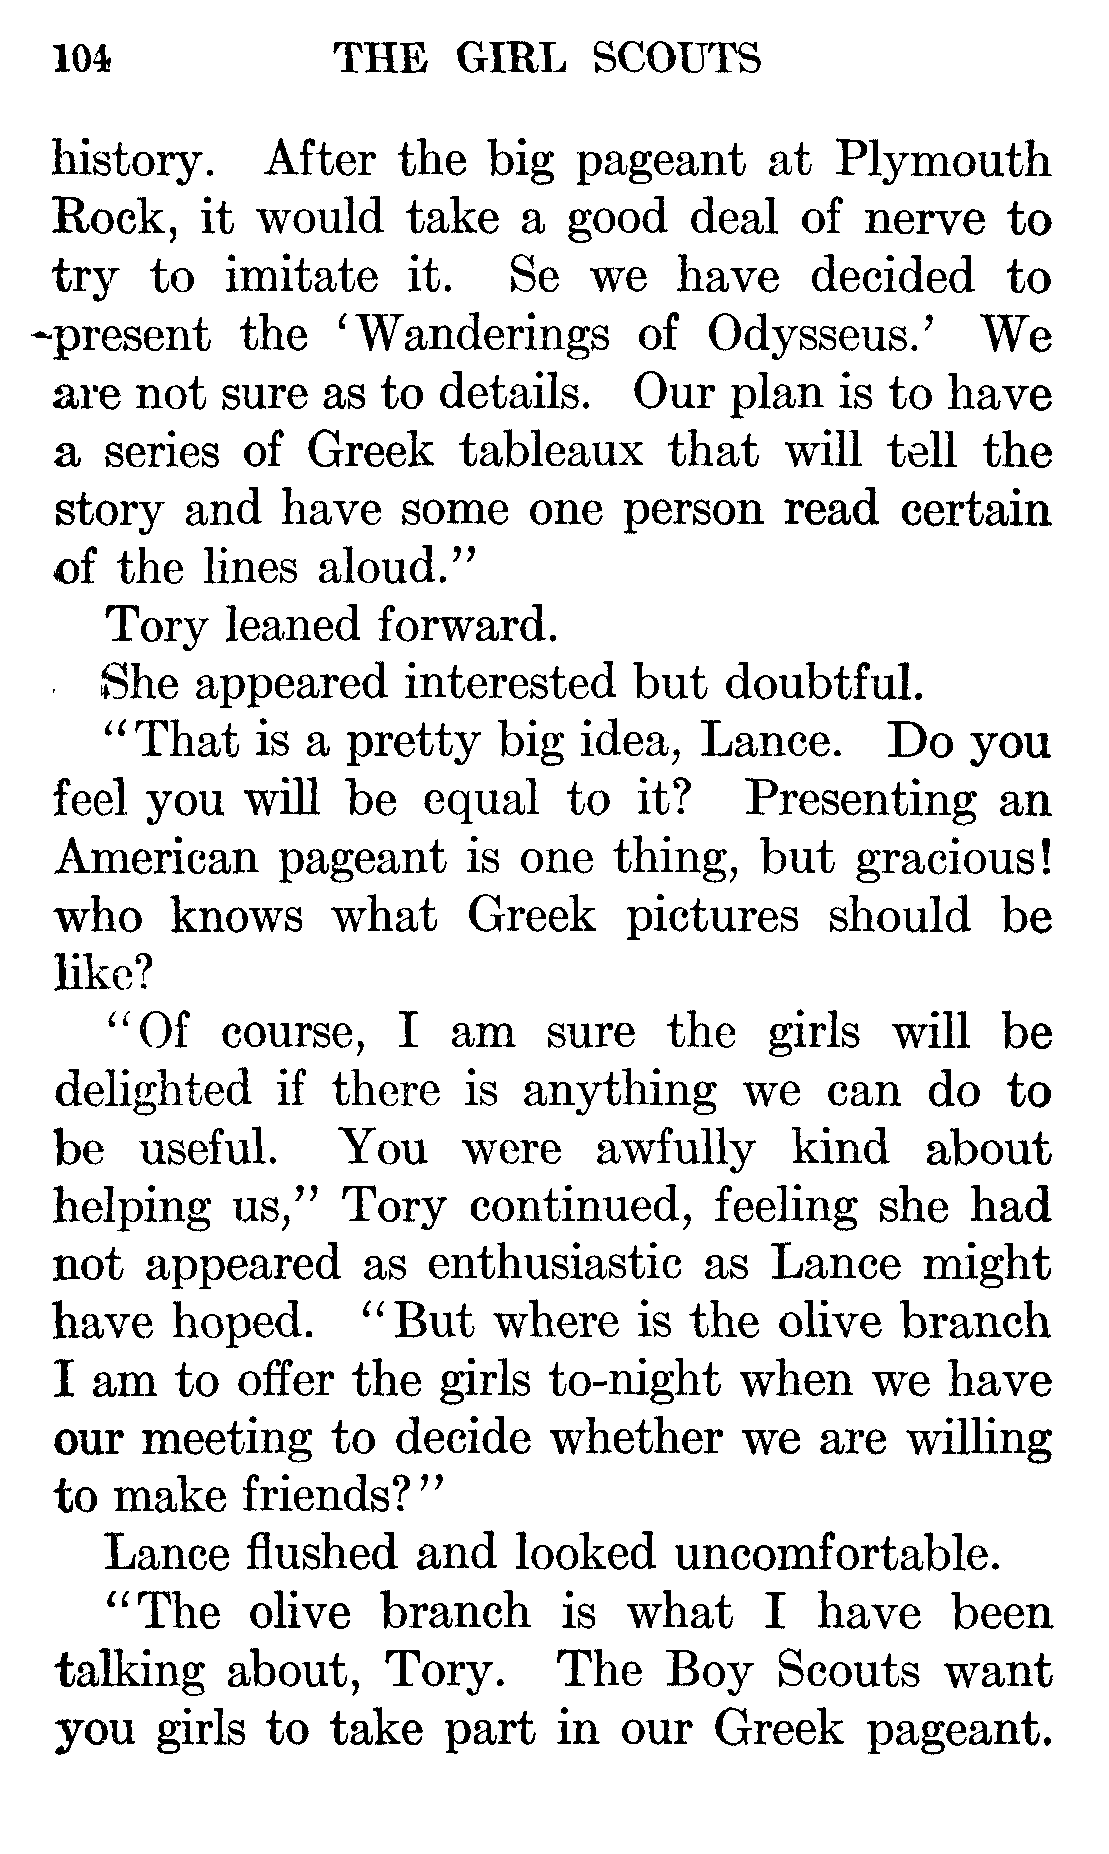 104 THE GIRL SCOUTS
history. After the big pageant at Plymouth
Rock, it would take a good deal of nerve to
try to imitate it. Se we have decided to
present the 'Wanderings of Odysseus.' We
are not sure as to details. Our plan is to have
a series of Greek tableaux that will tell the
story and have some one person read certain
of the lines aloud."
Tory leaned forward.
She appeared interested but doubtful.
"That is a pretty big idea, Lance. Do you
feel you will be equal to it? Presenting an
American pageant is one thing, but gracious!
who knows what Greek pictures should be
like?
"Of course, I am sure the girls will be
delighted if there is anything we can do to
be useful. You were awfully kind about
helping us," Tory continued, feeling she had
not appeared as enthusiastic as Lance might
have hoped. "But where is the olive branch
I am to offer the girls to-night when we have
our meeting to decide whether we are willing
to make friends?"
Lance flushed and looked uncomfortable.
"The olive branch is what I have been
talking about, Tory. The Boy Scouts want
you girls to take part in our Greek pageant.